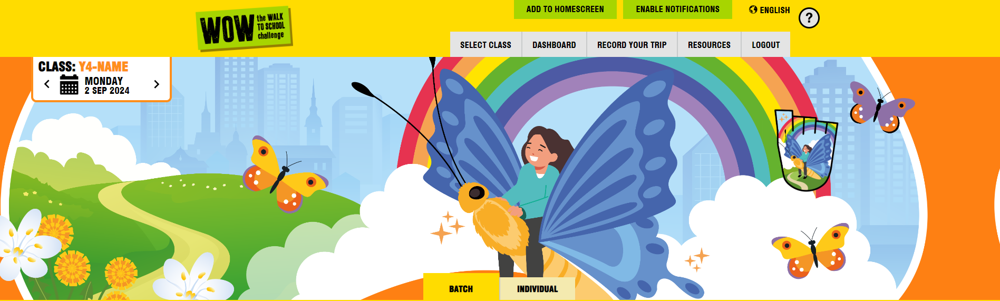 WOW the WALK
TO SCHOOL
challenge
ADD TO HOMESCREEN
ENABLE NOTIFICATIONS
ENGLISH
?
SELECT CLASS
DASHBOARD
RECORD YOUR TRIP
RESOURCES
LOGOUT
CLASS: Y4-NAME
MONDAY
2 SEP 2024
BATCH
INDIVIDUAL